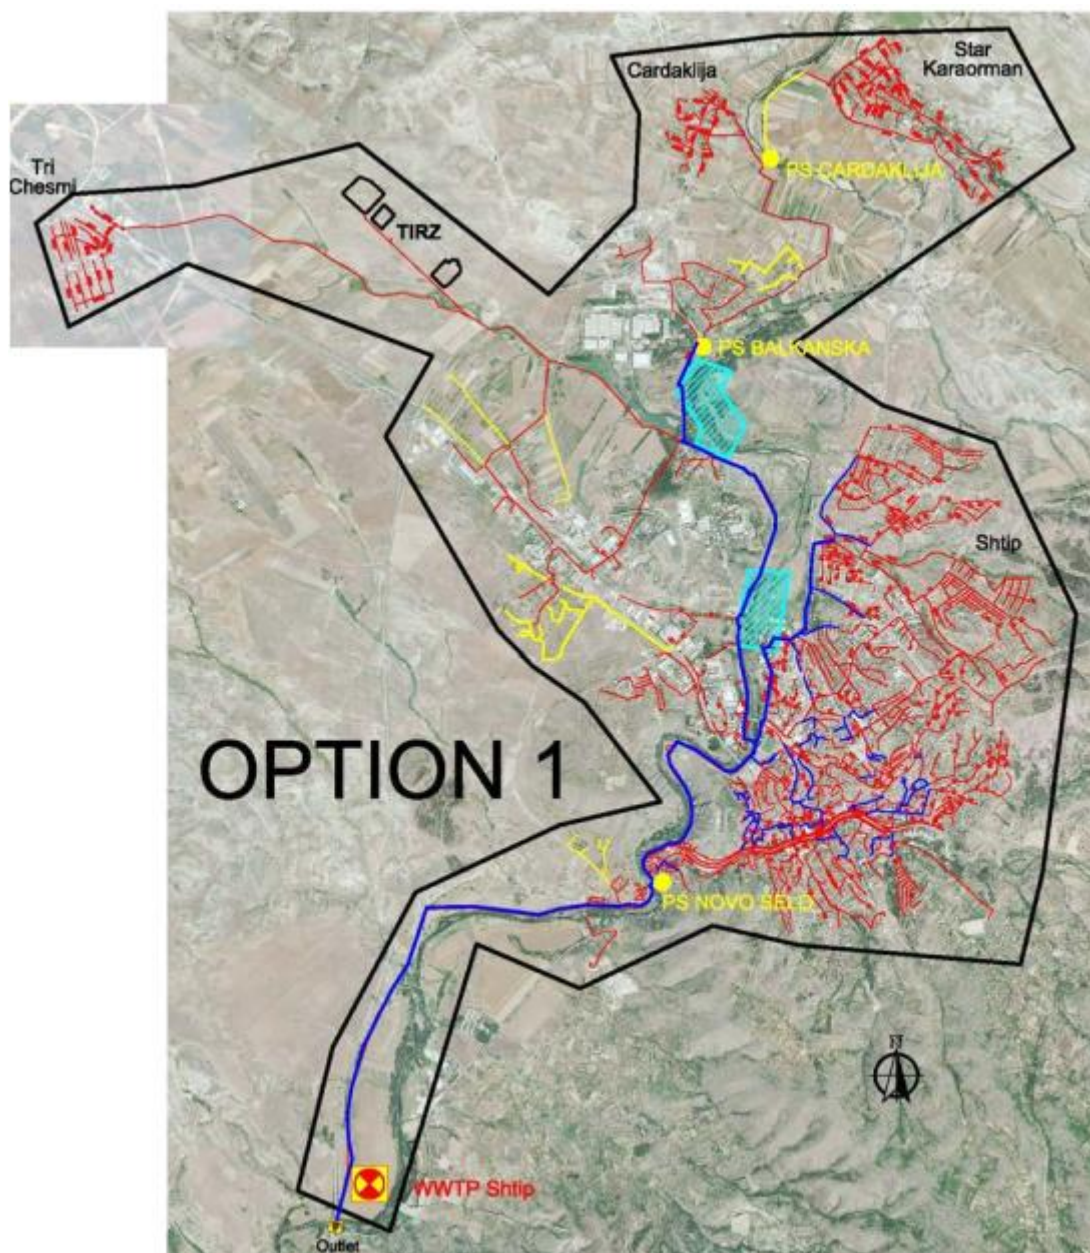 Star
Karaorman
Cardaklija
Tri
Chesmi
PS CARDAKLIJA
TIRZ
PS BALKANSKA
Shtip
OPTION 1
PS NOVO SELO
N
WWTP Shtip
Outlet